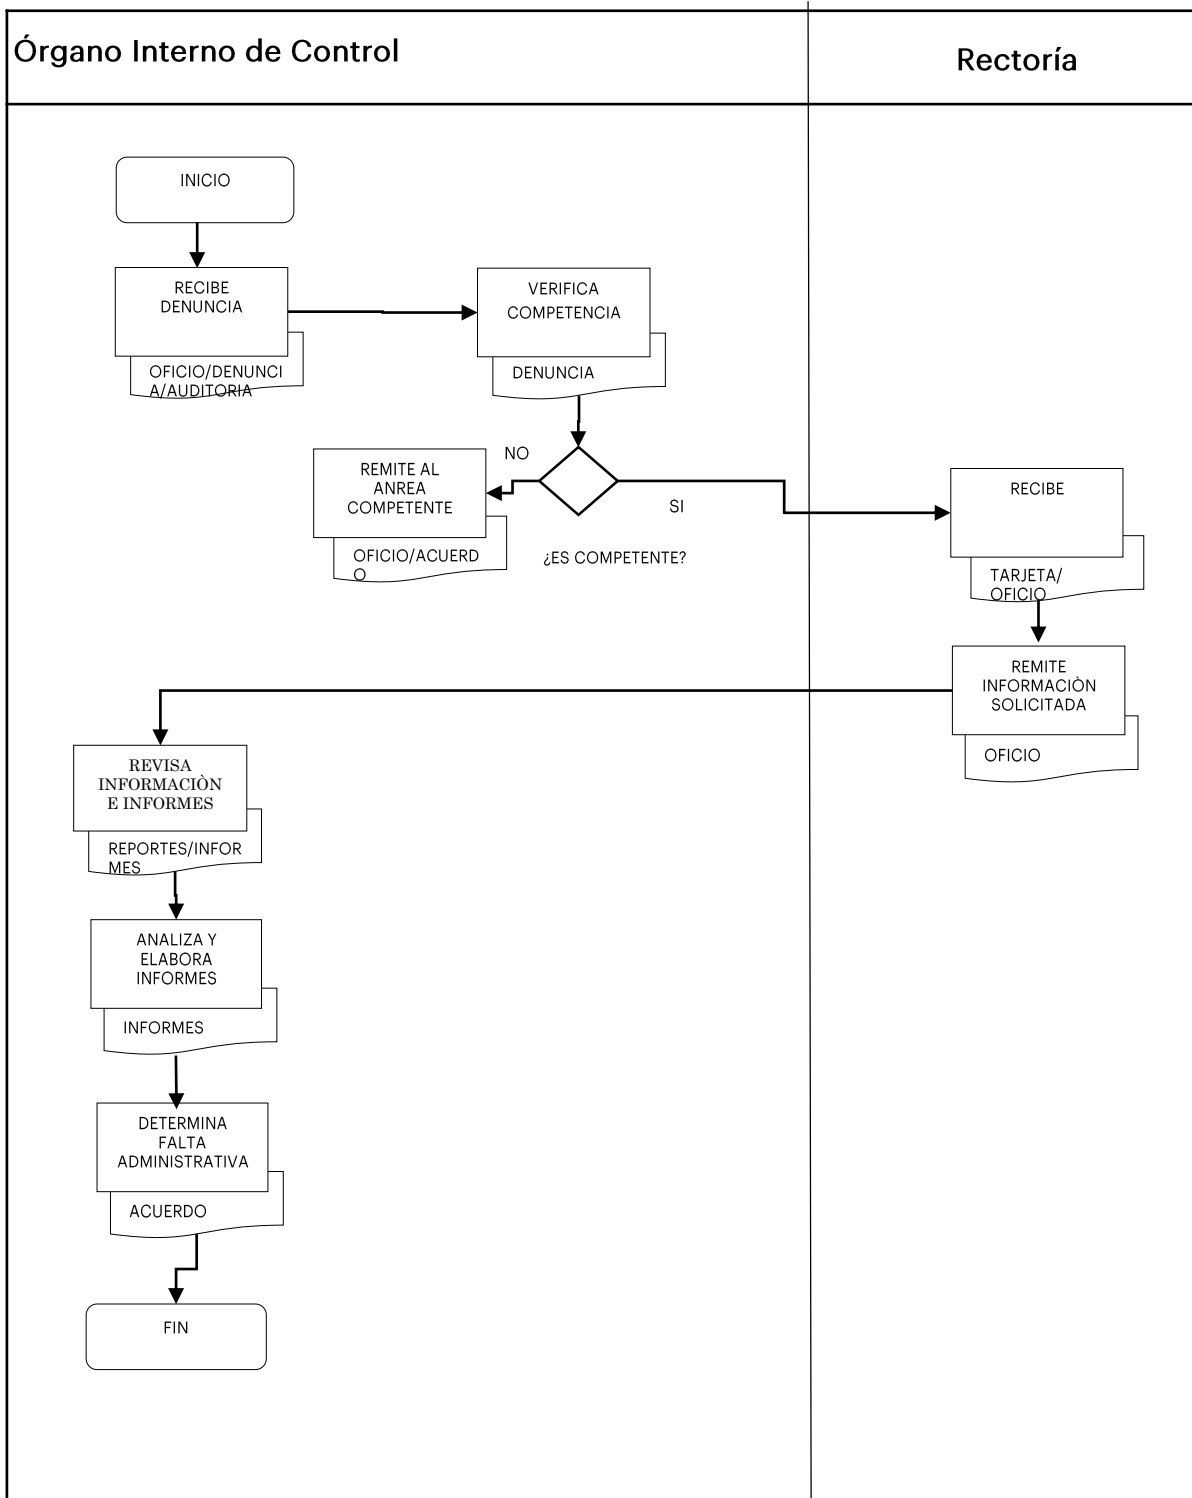 Órgano Interno de Control
Rectoría
INICIO
RECIBE
DENUNCIA
OFICIO/DENUNCI
A/AUDITORIA
VERIFICA
COMPETENCIA
DENUNCIA
NO
REMITE AL
ANREA
COMPETENTE
OFICIO/ACUERD
O
SI
¿ES COMPETENTE?
RECIBE
TARJETA/
OFICIO
REMITE
INFORMACIÒN
SOLICITADA
OFICIO
REVISA
INFORMACIÒN
E INFORMES
REPORTES/INFOR
MES
ANALIZA Y
ELABORA
INFORMES
INFORMES
DETERMINA
FALTA
ADMINISTRATIVA
ACUERDO
FIN